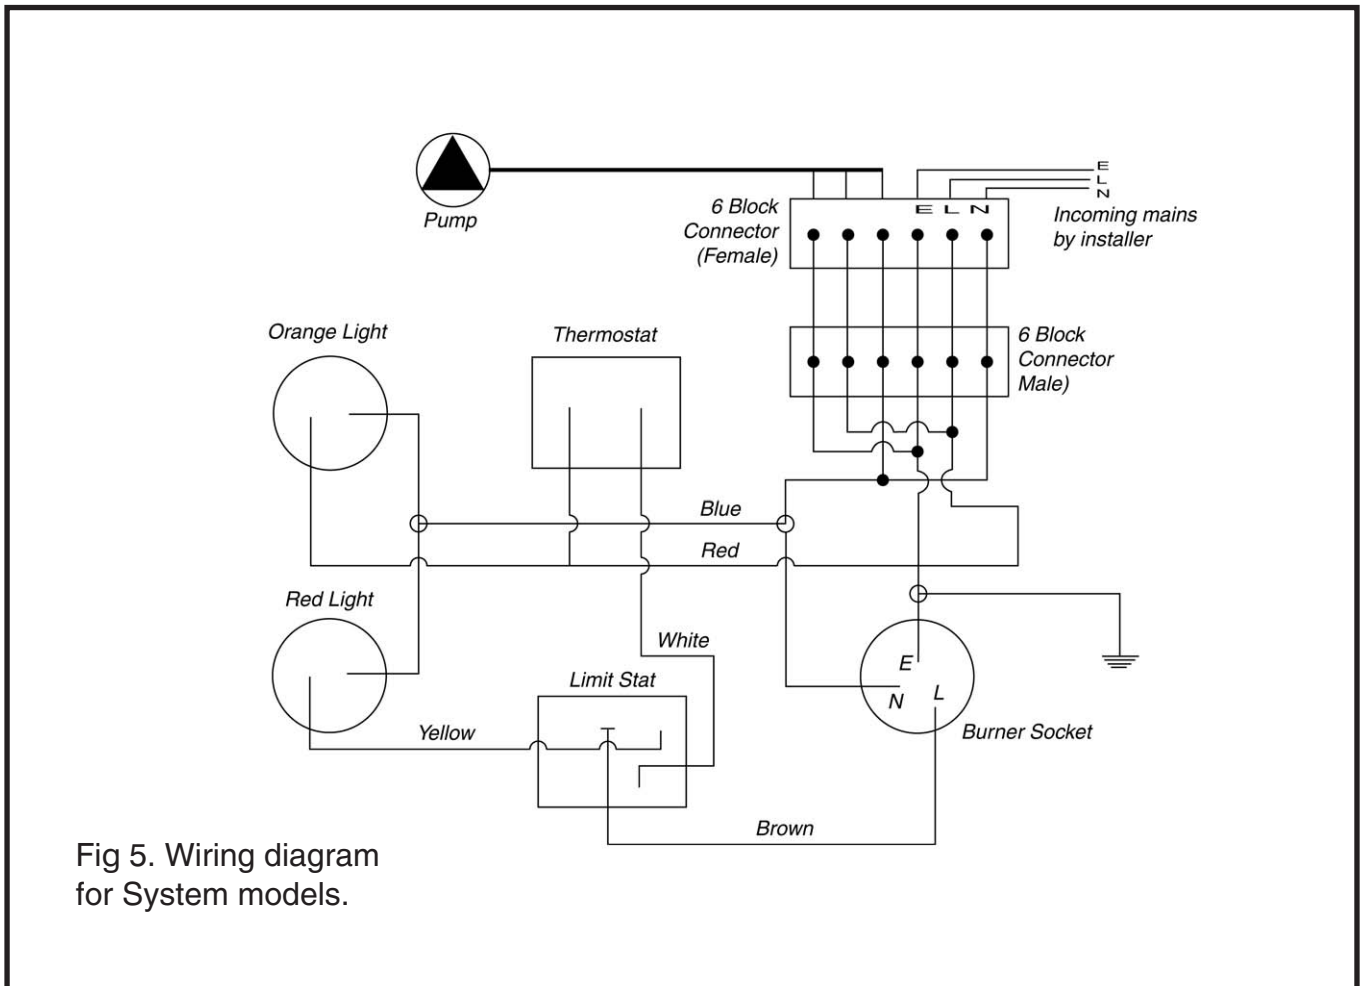 E
L
N
Pump
6 Block
Connector
(Female)
E L N
Incoming mains
by installer
Orange Light
Thermostat
6 Block
Connector
Male)
Blue
Red
Red Light
White
Limit Stat
E
N
L
Yellow
Burner Socket
Brown
Fig 5. Wiring diagram
for System models.